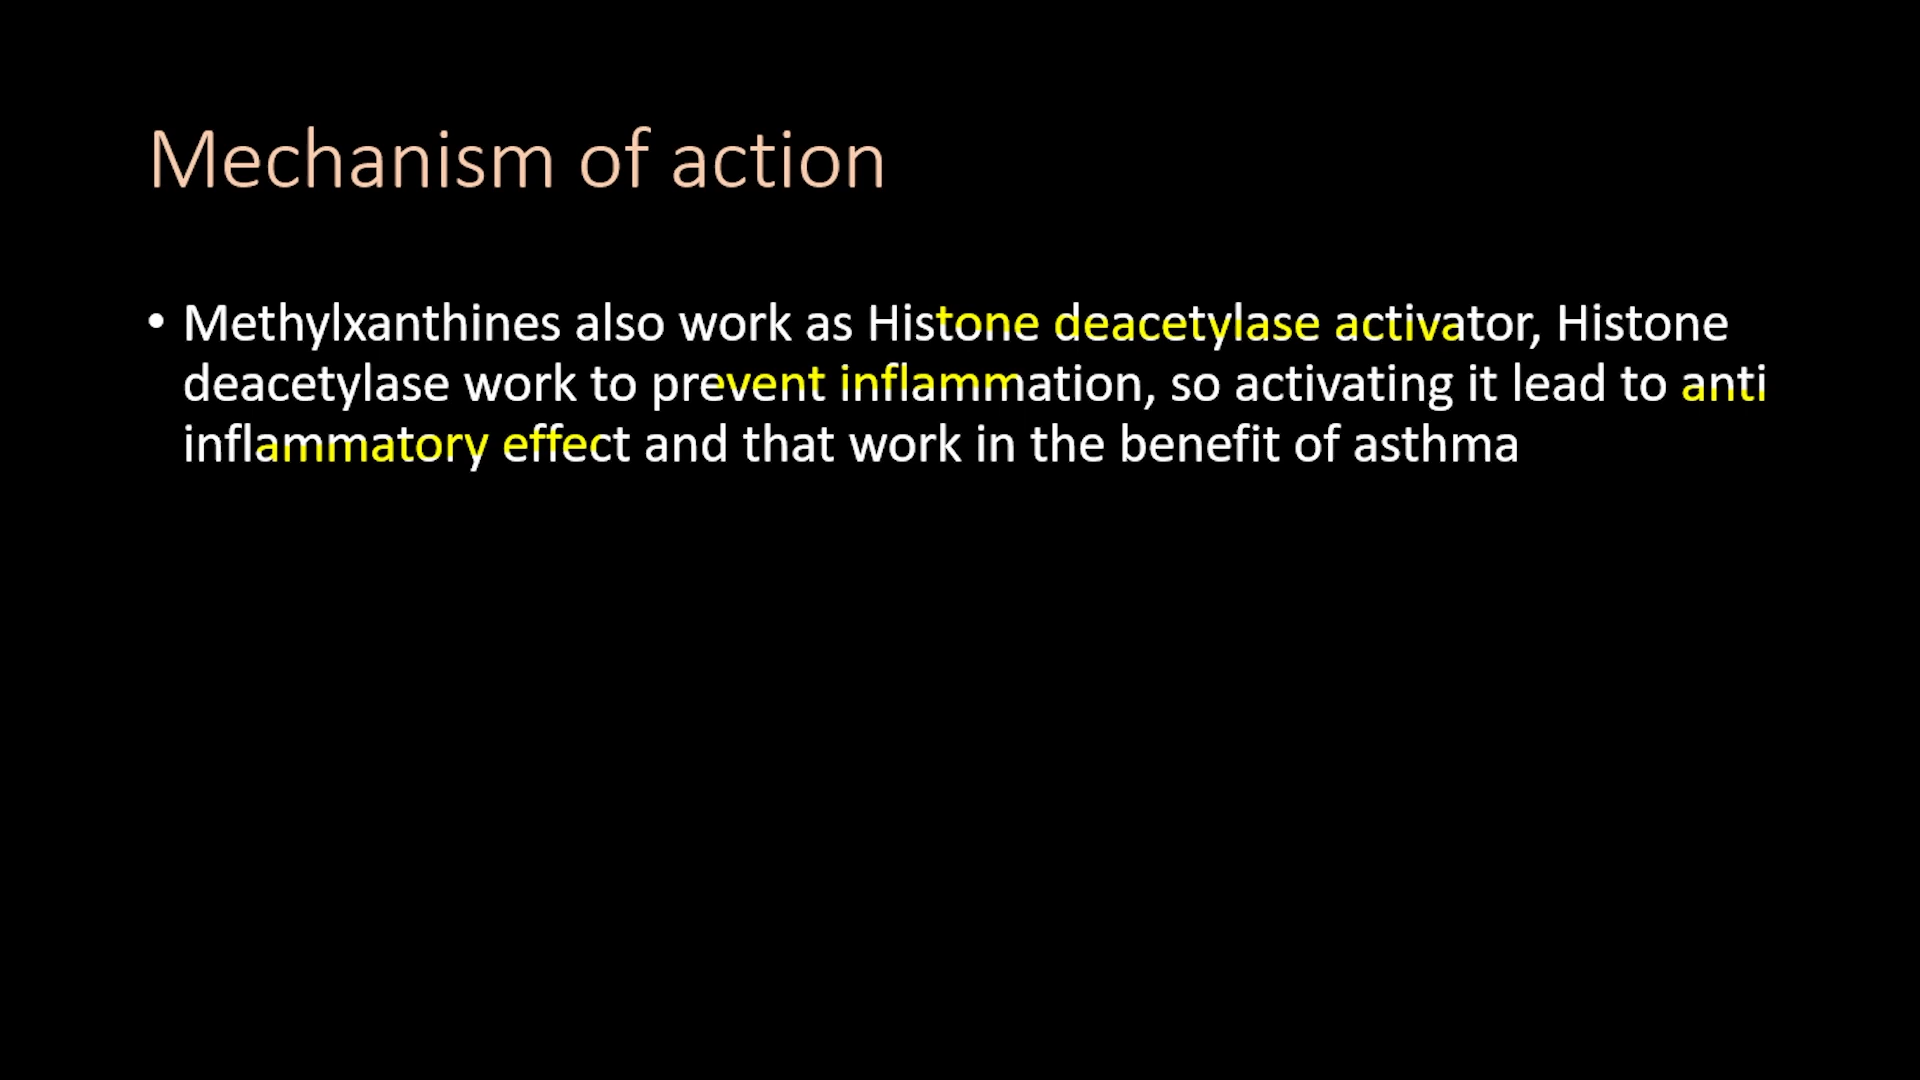 Mechanism of action
• Methylxanthines also work as Histone deacetylase activator, Histone
deacetylase work to prevent inflammation, so activating it lead to anti
inflammatory effect and that work in the benefit of asthma